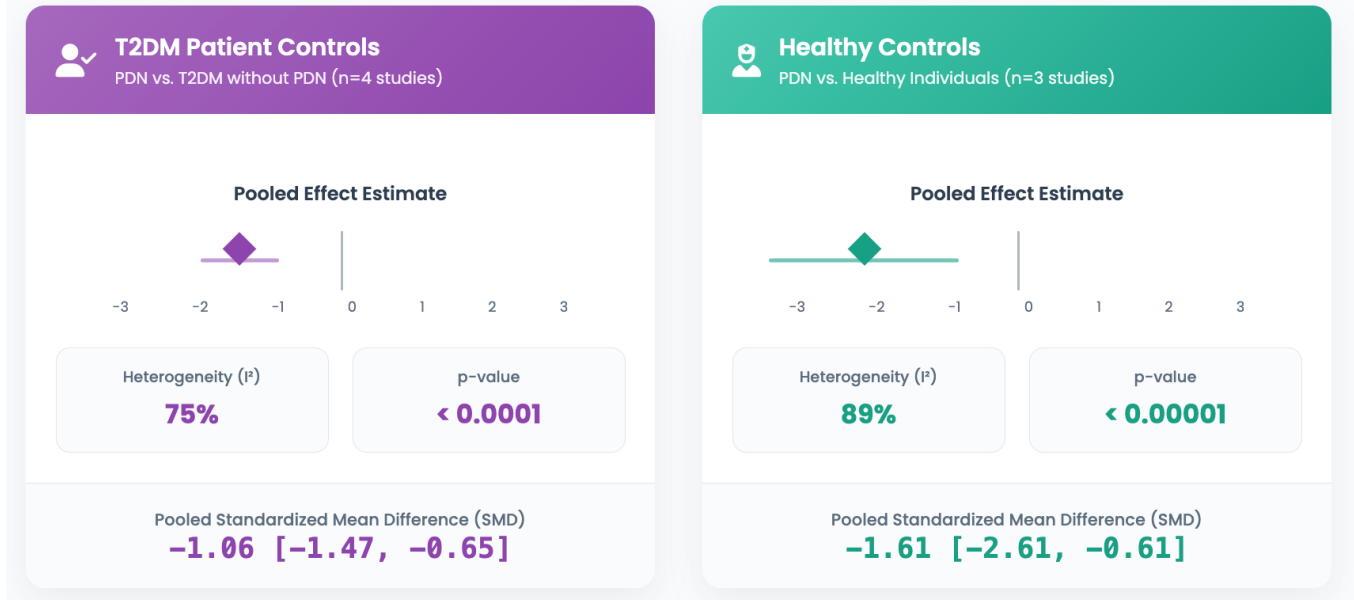 T2DM Patient Controls
PDN vs. T2DM without PDN (n=4 studies)
Pooled Effect Estimate
-3 -2 -1 0 1 2 3
Heterogeneity (I²)
75%
p-value
< 0.0001
Pooled Standardized Mean Difference (SMD)
−1.06 [−1.47, −0.65]
Healthy Controls
PDN vs. Healthy Individuals (n=3 studies)
Pooled Effect Estimate
-3 -2 -1 0 1 2 3
Heterogeneity (I²)
89%
p-value
< 0.00001
Pooled Standardized Mean Difference (SMD)
−1.61 [−2.61, −0.61]